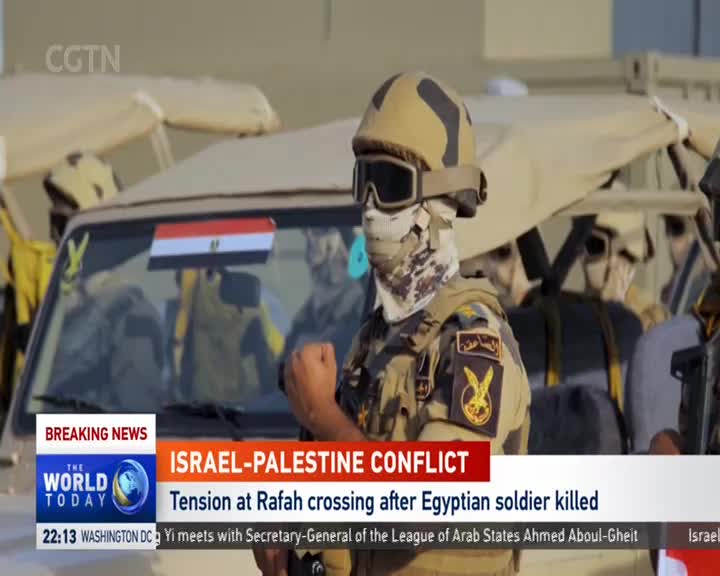 CGTN
الصاعقة
BREAKING NEWS
THE WORLD TODAY
ISRAEL-PALESTINE CONFLICT
Tension at Rafah crossing after Egyptian soldier killed
22:13 WASHINGTON DC
g Yi meets with Secretary-General of the League of Arab States Ahmed Aboul-Gheit Israel